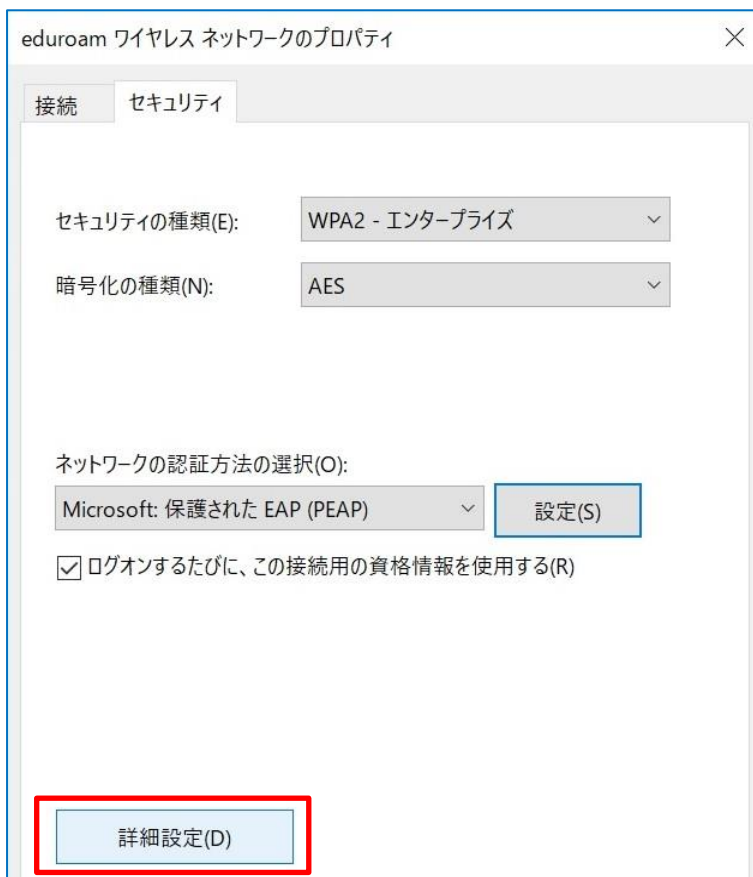 eduroam ワイヤレス ネットワークのプロパティ
接続 セキュリティ
セキュリティの種類(E): WPA2 - エンタープライズ
暗号化の種類(N): AES
ネットワークの認証方法の選択(O):
Microsoft: 保護された EAP (PEAP) 設定(S)
ログオンするたびに、この接続用の資格情報を使用する(R)
詳細設定(D)